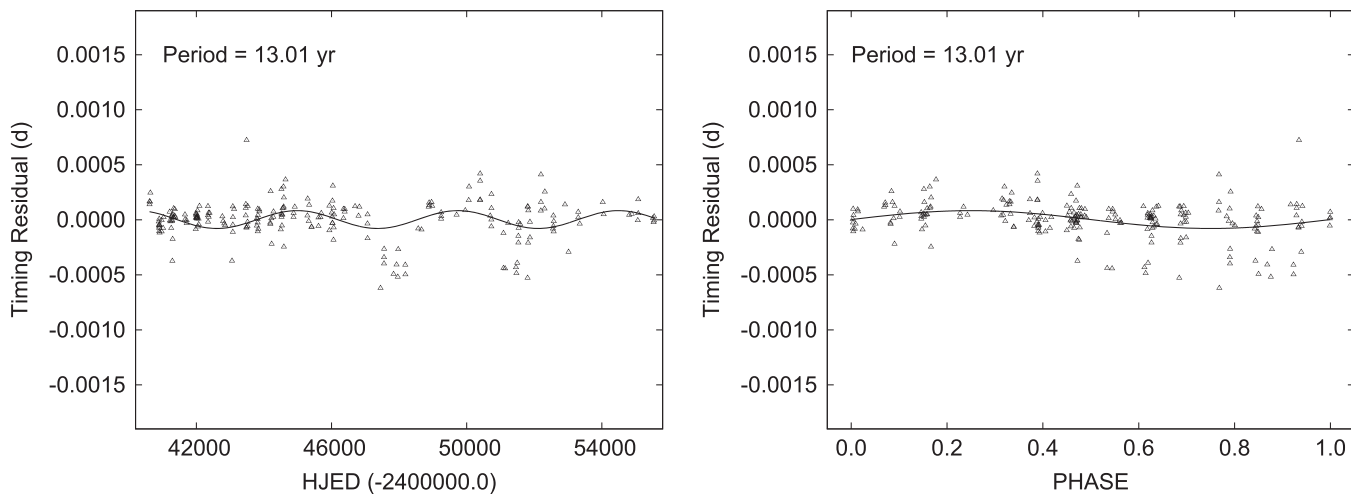 Period = 13.01 yr
0.0015
0.0010
0.0005
0.0000
-0.0005
-0.0010
-0.0015
Timing Residual (d)
42000 46000 50000 54000
HJED (-2400000.0)
Period = 13.01 yr
0.0015
0.0010
0.0005
0.0000
-0.0005
-0.0010
-0.0015
Timing Residual (d)
0.0 0.2 0.4 0.6 0.8 1.0
PHASE